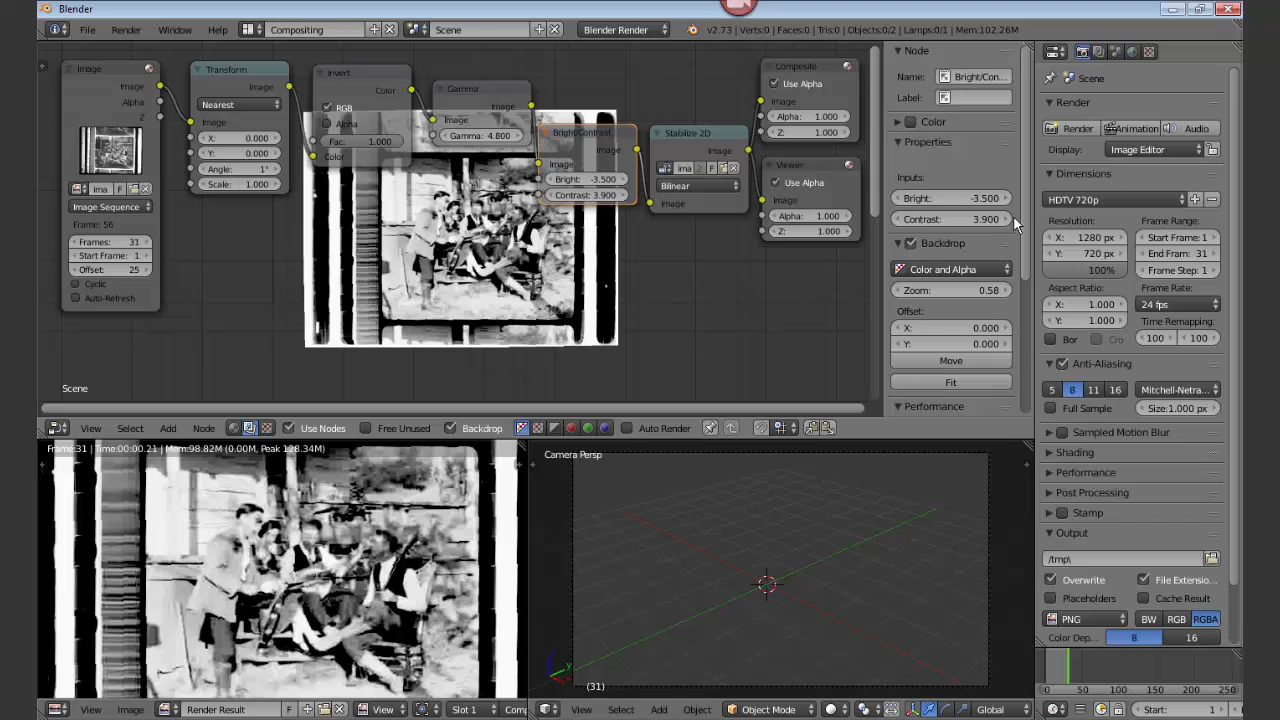 Blender
File Render Window Help Compositing Scene Blender Render v2.73 | Verts:0 | Faces:0 | Tris:0 | Objects:0/2 | Lamps:0/1 | Mem:102.26M
Image
Image
Alpha
Z
ima F
Image Sequence
Frame: 56
Frames: 31
Start Frame: 1
Offset: 25
Cyclic
Auto-Refresh
Transform
Image
Nearest
Image
X: 0.000
Y: 0.000
Angle: 1°
Scale: 1.000
Invert
Color
RGB
Alpha
Fac: 1.000
Color
Gamma
Image
Image
Gamma: 4.800
Bright/Contrast
Image
Image
Bright: -3.500
Contrast: 3.900
Stabilize 2D
Image
ima 2 F
Bilinear
Image
Composite
Use Alpha
Image
Alpha: 1.000
Z: 1.000
Viewer
Use Alpha
Image
Alpha: 1.000
Z: 1.000
Scene
Node
Name: Bright/Con...
Label:
Color
Properties
Inputs:
Bright: -3.500
Contrast: 3.900
Backdrop
Color and Alpha
Zoom: 0.58
Offset:
X: 0.000
Y: 0.000
Move
Fit
Performance
Scene
Render
Render Animation Audio
Display: Image Editor
Dimensions
HDTV 720p
Resolution: Frame Range:
X: 1280 px Start Frame: 1
Y: 720 px End Fram: 31
100% Frame Step: 1
Aspect Ratio: Frame Rate:
X: 1.000 24 fps
Y: 1.000 Time Remapping:
Bor Cro 100 100
Anti-Aliasing
5 8 11 16 Mitchell-Netra...
Full Sample Size: 1.000 px
Sampled Motion Blur
Shading
Performance
Post Processing
Stamp
Output
/tmp\
Overwrite File Extensio...
Placeholders Cache Result
PNG BW RGB RGBA
Color Dep... 8 16
View Select Add Node Use Nodes Free Unused Backdrop Auto Render
Frame:31 | Time:00:00.21 | Mem:98.82M (0.00M, Peak 128.34M)
Camera Persp
(31)
0 50 100 150 200 250
View Image Render Result F View Slot 1 Comp
View Select Add Object Object Mode Global
Start: 1